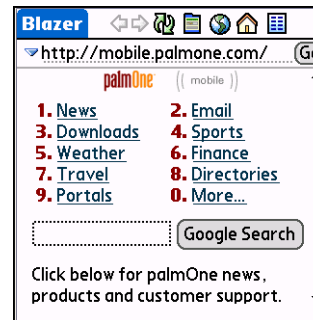 Blazer
http://mobile.palmone.com/
palmOne ((mobile))
1. News 2. Email
3. Downloads 4. Sports
5. Weather 6. Finance
7. Travel 8. Directories
9. Portals 0. More...
Google Search
Click below for palmOne news,
products and customer support.